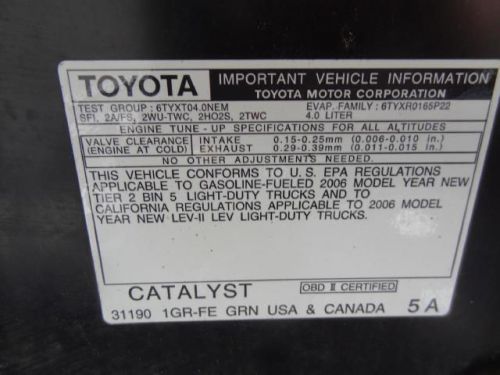 TOYOTA IMPORTANT VEHICLE INFORMATION
TOYOTA MOTOR CORPORATION
TEST GROUP : 6TYXT04.0NEM EVAP. FAMILY : 6TYXR0165P22
SFI, 2A/FS, 2WU-TWC, 2HO2S, 2TWC 4.0 LITER
ENGINE TUNE - UP SPECIFICATIONS FOR ALL ALTITUDES
VALVE CLEARANCE INTAKE 0.15-0.25mm (0.006-0.010 in.)
(ENGINE AT COLD) EXHAUST 0.29-0.39mm (0.011-0.015 in.)
NO OTHER ADJUSTMENTS NEEDED.
THIS VEHICLE CONFORMS TO U.S. EPA REGULATIONS
APPLICABLE TO GASOLINE-FUELED 2006 MODEL YEAR NEW
TIER 2 BIN 5 LIGHT-DUTY TRUCKS AND TO
CALIFORNIA REGULATIONS APPLICABLE TO 2006 MODEL
YEAR NEW LEV-II LEV LIGHT-DUTY TRUCKS.
CATALYST OBD II CERTIFIED
31190 1GR-FE GRN USA & CANADA 5A